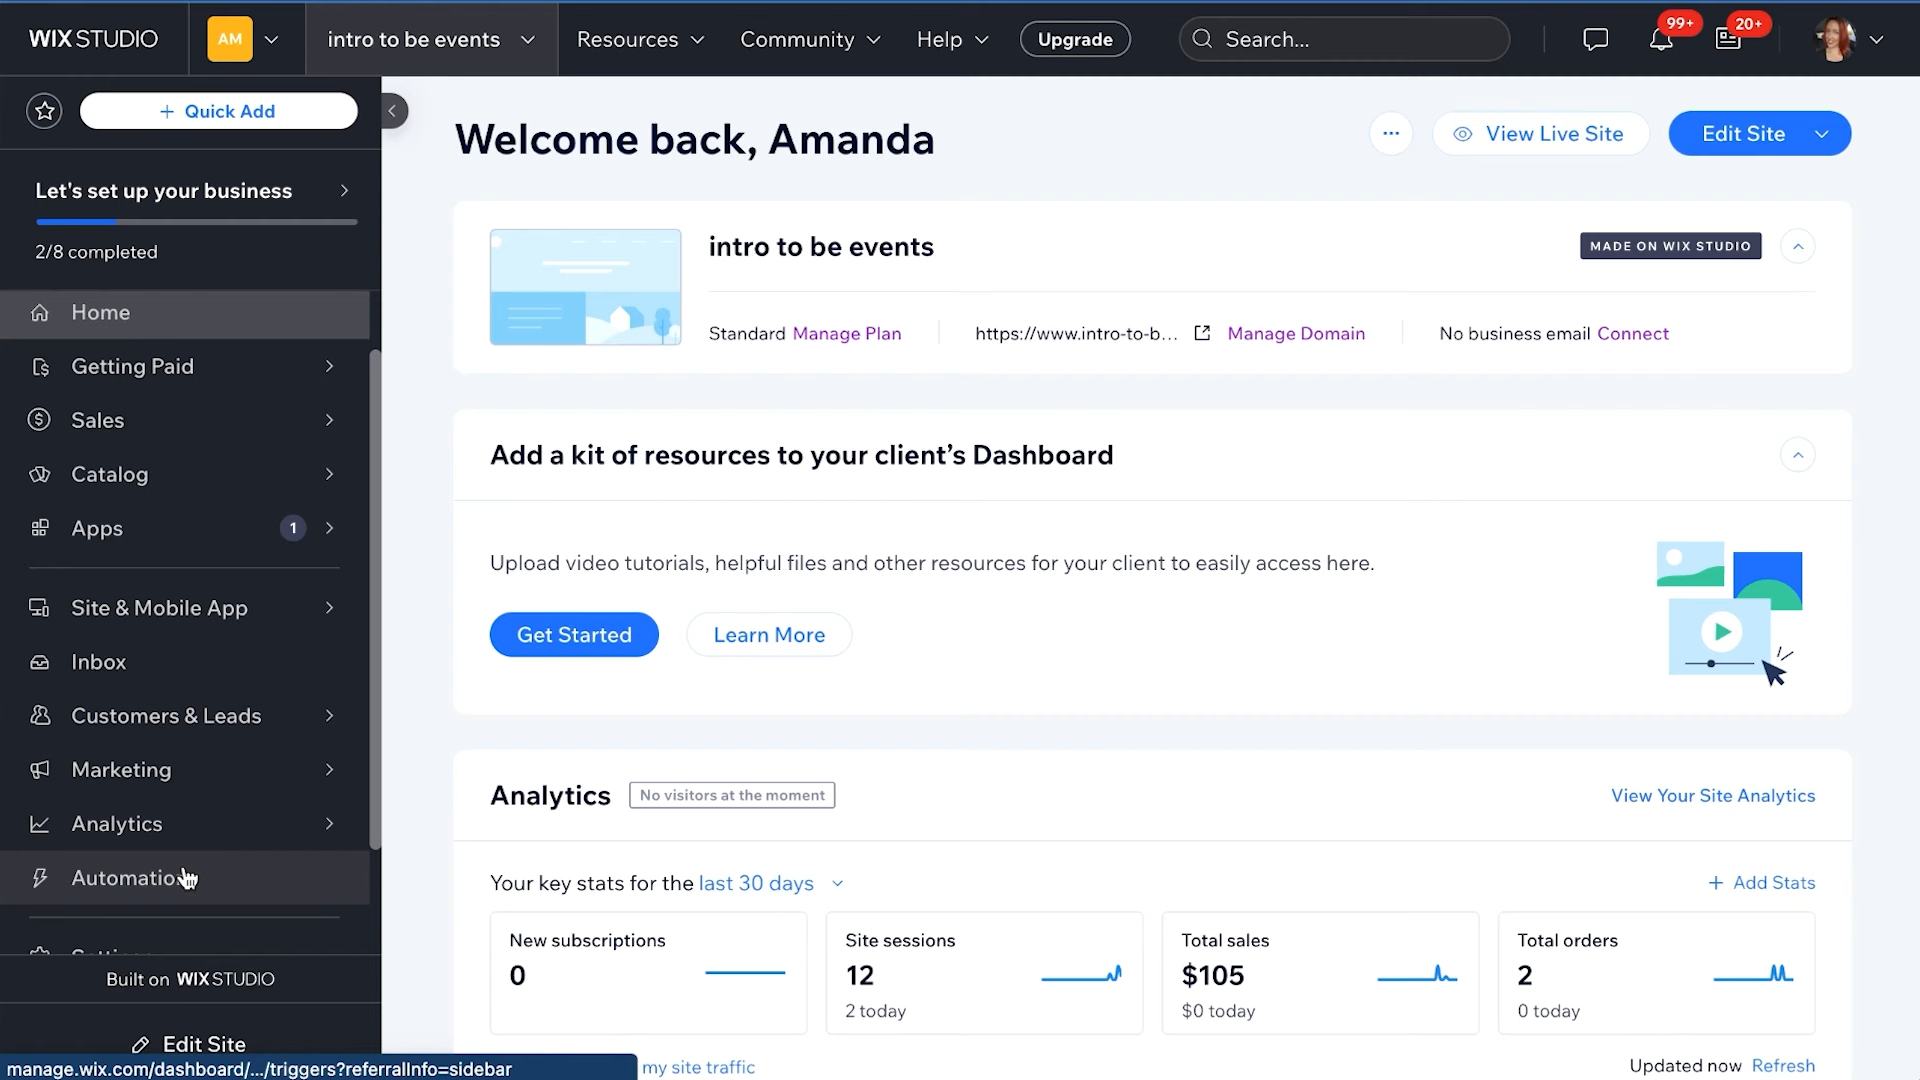 WIX STUDIO
AM
intro to be events
Resources
Community
Help
Upgrade
Search...
99+
20+
+ Quick Add
Let's set up your business
2/8 completed
Home
Getting Paid
Sales
Catalog
Apps
1
Site & Mobile App
Inbox
Customers & Leads
Marketing
Analytics
Built on WIX STUDIO
Edit Site
manage.wix.com/dashboard/.../triggers?referralInfo=sidebar
Welcome back, Amanda
View Live Site
Edit Site
intro to be events
MADE ON WIX STUDIO
Standard Manage Plan
https://www.intro-to-b...
Manage Domain
No business email Connect
Add a kit of resources to your client’s Dashboard
Upload video tutorials, helpful files and other resources for your client to easily access here.
Get Started
Learn More
Analytics
No visitors at the moment
View Your Site Analytics
Your key stats for the last 30 days
+ Add Stats
New subscriptions
0
Site sessions
12
2 today
Total sales
$105
$0 today
Total orders
2
0 today
my site traffic
Updated now Refresh